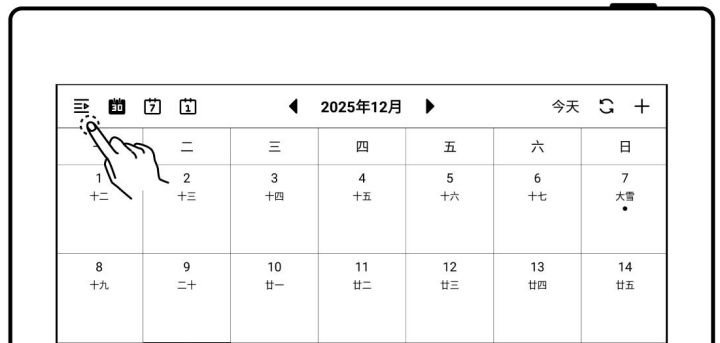 30 7 1 2025年12月 今天
二 三 四 五 六 日
1 2 3 4 5 6 7
十二 十三 十四 十五 十六 十七 大雪
8 9 10 11 12 13 14
十九 二十 廿一 廿二 廿三 廿四 廿五